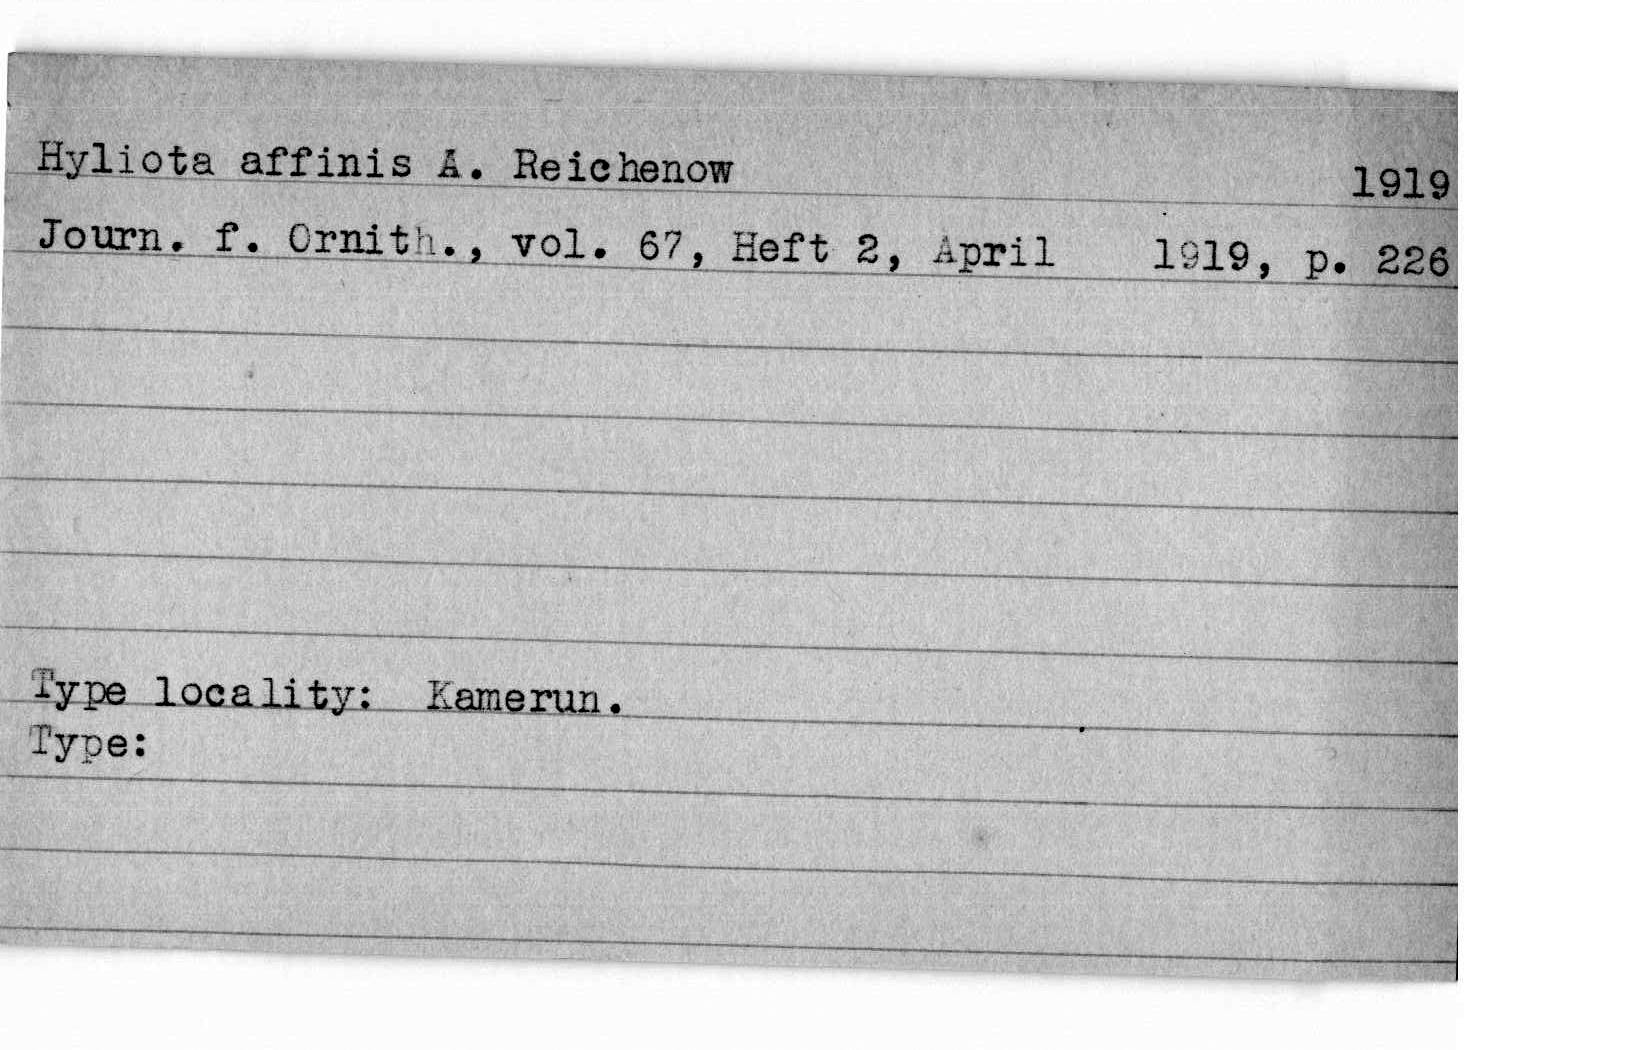 Hyliota affinis A. Reichenow 1919
Journ. f. Ornith., vol. 67, Heft 2, April 1919, p. 226
Type locality: Kamerun.
Type: